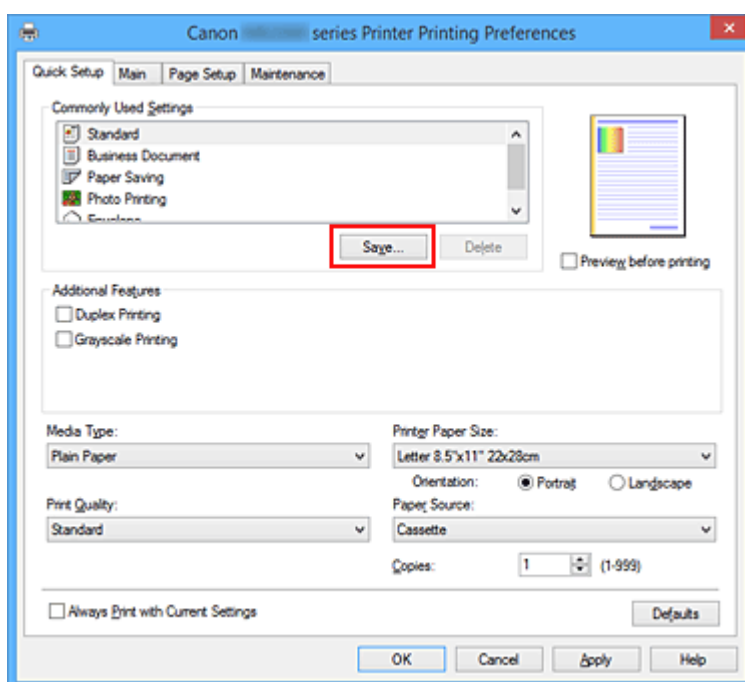 Canon series Printer Printing Preferences
Quick Setup Main Page Setup Maintenance
Commonly Used Settings
Standard
Business Document
Paper Saving
Photo Printing
Envelope
Save... Delete
Preview before printing
Additional Features
Duplex Printing
Grayscale Printing
Media Type: Printer Paper Size:
Plain Paper Letter 8.5"x11" 22x28cm
Orientation: Portrait Landscape
Print Quality: Paper Source:
Standard Cassette
Copies: 1 (1-999)
Always Print with Current Settings Defaults
OK Cancel Apply Help